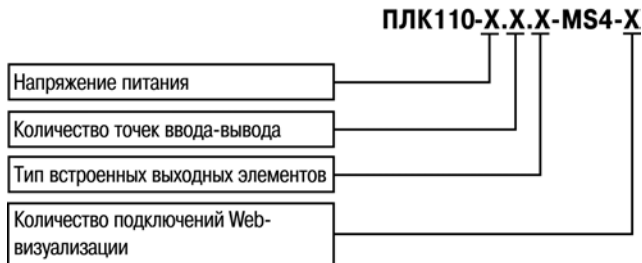 ПЛК110-X.X.X-MS4-X
Напряжение питания
Количество точек ввода-вывода
Тип встроенных выходных элементов
Количество подключений Web-
визуализации